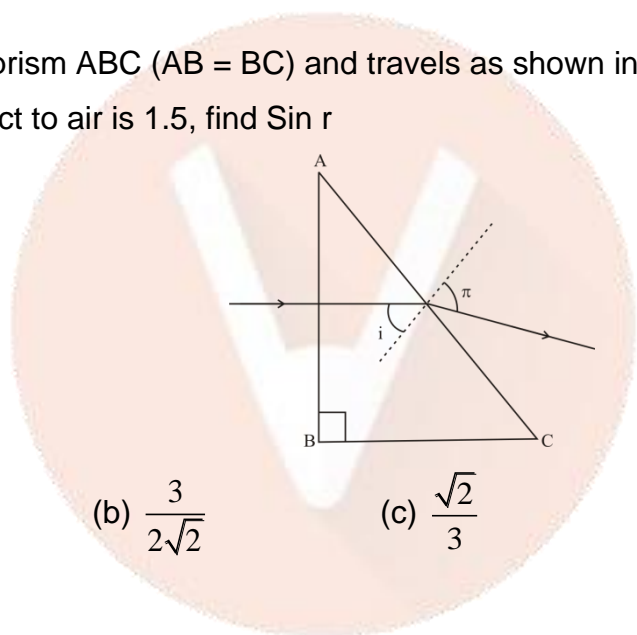 orism ABC (AB = BC) and travels as shown in
ct to air is 1.5, find Sin r
A
π
i
B
C
(b) 3/(2√2) (c) √2/3